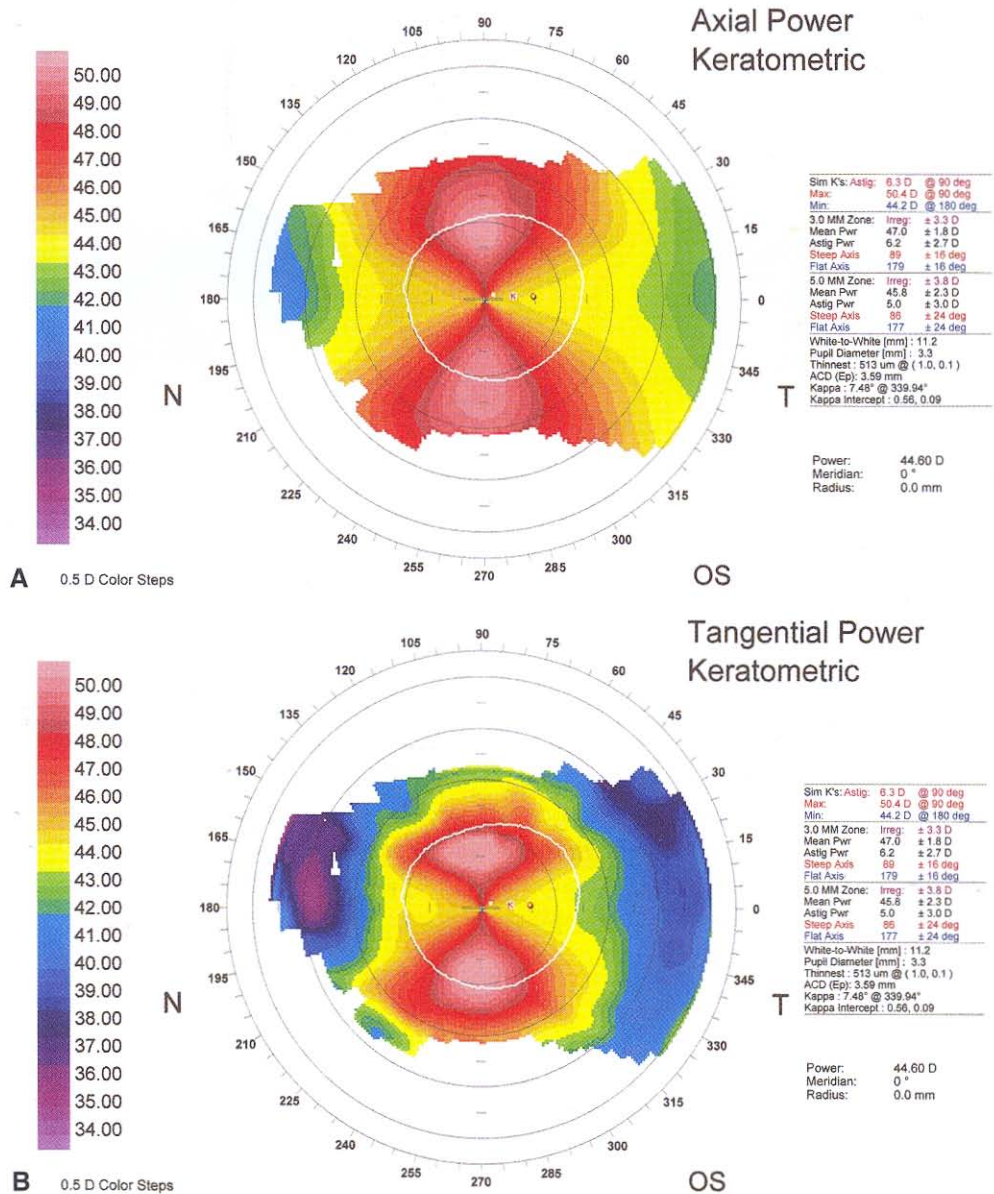 Axial Power
Keratometric
50.00
49.00
48.00
47.00
46.00
45.00
44.00
43.00
42.00
41.00
40.00
39.00
38.00
37.00
36.00
35.00
34.00
A 0.5 D Color Steps
90
105
75
120
60
135
45
150
30
165
15
180
0
195
345
N
T
210
330
225
315
240
300
255
270
285
K
OS
Sim K's: Astig: 6.3 D @ 90 deg
Max: 50.4 D @ 90 deg
Min: 44.2 D @ 180 deg
3.0 MM Zone: Irreg: ± 3.3 D
Mean Pwr 47.0 ± 1.8 D
Astig Pwr 6.2 ± 2.7 D
Steep Axis 89 ± 16 deg
Flat Axis 179 ± 16 deg
5.0 MM Zone: Irreg: ± 3.8 D
Mean Pwr 45.8 ± 2.3 D
Astig Pwr 5.0 ± 3.0 D
Steep Axis 86 ± 24 deg
Flat Axis 177 ± 24 deg
White-to-White [mm] : 11.2
Pupil Diameter [mm] : 3.3
Thinnest : 513 um @ ( 1.0, 0.1 )
ACD (Ep): 3.59 mm
Kappa : 7.48° @ 339.94°
Kappa Intercept : 0.56, 0.09
Power: 44.60 D
Meridian: 0 °
Radius: 0.0 mm
Tangential Power
Keratometric
50.00
49.00
48.00
47.00
46.00
45.00
44.00
43.00
42.00
41.00
40.00
39.00
38.00
37.00
36.00
35.00
34.00
B 0.5 D Color Steps
90
105
75
120
60
135
45
150
30
165
15
180
0
195
345
N
T
210
330
225
315
240
300
255
270
285
K
OS
Sim K's: Astig: 6.3 D @ 90 deg
Max: 50.4 D @ 90 deg
Min: 44.2 D @ 180 deg
3.0 MM Zone: Irreg: ± 3.3 D
Mean Pwr 47.0 ± 1.8 D
Astig Pwr 6.2 ± 2.7 D
Steep Axis 89 ± 16 deg
Flat Axis 179 ± 16 deg
5.0 MM Zone: Irreg: ± 3.8 D
Mean Pwr 45.8 ± 2.3 D
Astig Pwr 5.0 ± 3.0 D
Steep Axis 86 ± 24 deg
Flat Axis 177 ± 24 deg
White-to-White [mm] : 11.2
Pupil Diameter [mm] : 3.3
Thinnest : 513 um @ ( 1.0, 0.1 )
ACD (Ep): 3.59 mm
Kappa : 7.48° @ 339.94°
Kappa Intercept : 0.56, 0.09
Power: 44.60 D
Meridian: 0 °
Radius: 0.0 mm